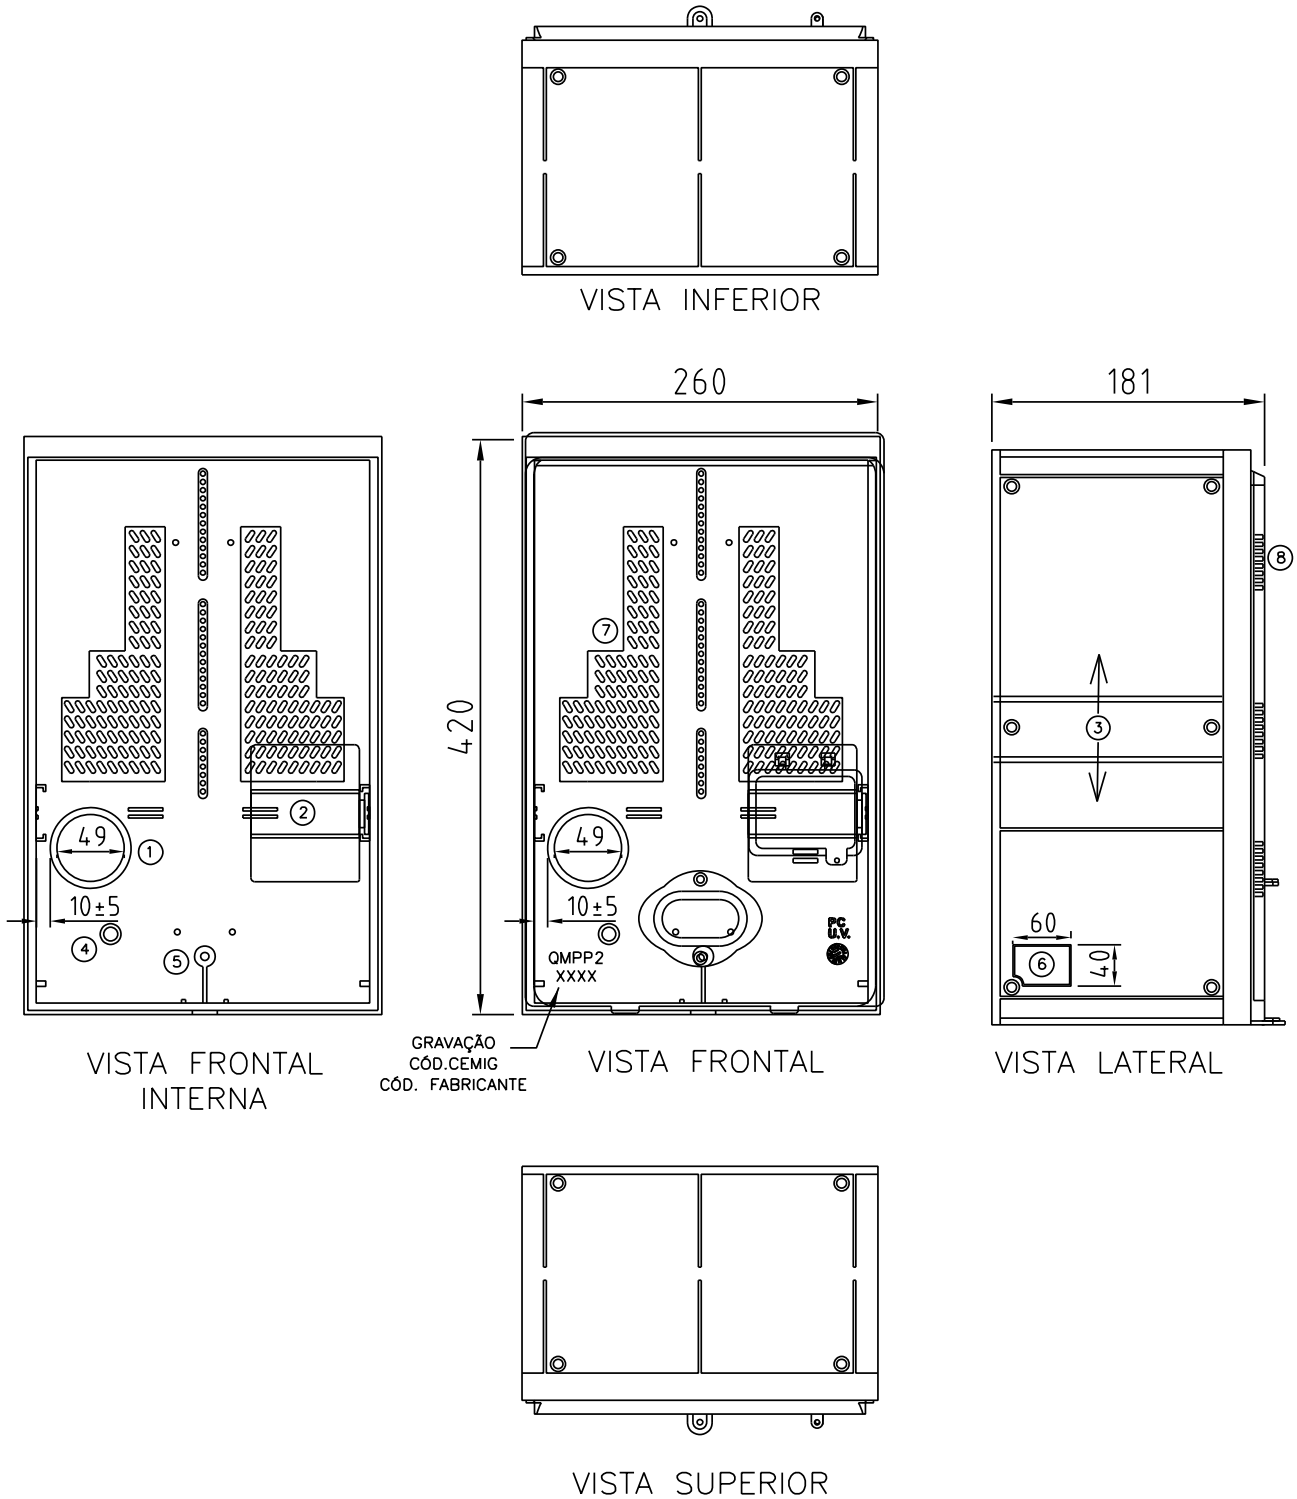 VISTA INFERIOR
260
181
420
8
7
3
2
49
1
49
10±5
10±5
4
5
60
40
6
PC
U.V.
QMPP2
XXXX
GRAVAÇÃO
CÓD.CEMIG
CÓD. FABRICANTE
VISTA FRONTAL
INTERNA
VISTA FRONTAL
VISTA LATERAL
VISTA SUPERIOR